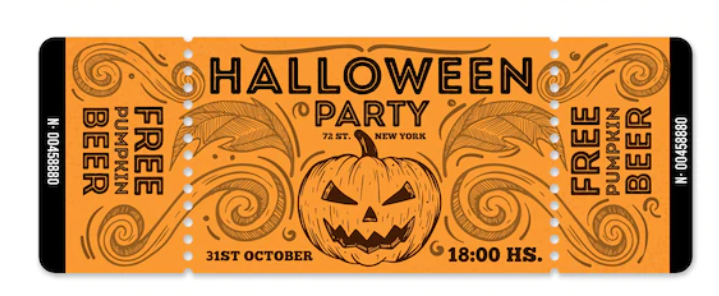 N· 00458880
FREE
PUMPKIN
BEER
HALLOWEEN
PARTY
72 ST. NEW YORK
31ST OCTOBER
18:00 HS.
FREE
PUMPKIN
BEER
N· 00458880